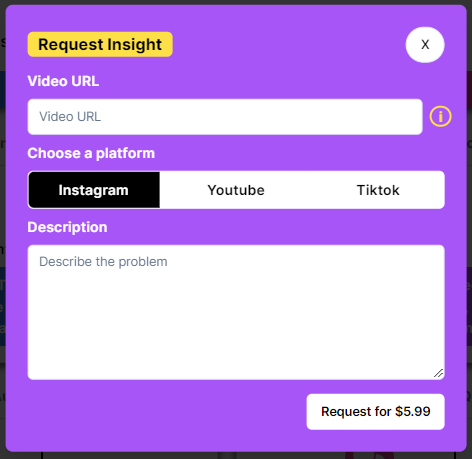 Request Insight
X
Video URL
Video URL
i
Choose a platform
Instagram Youtube Tiktok
Description
Describe the problem
Request for $5.99